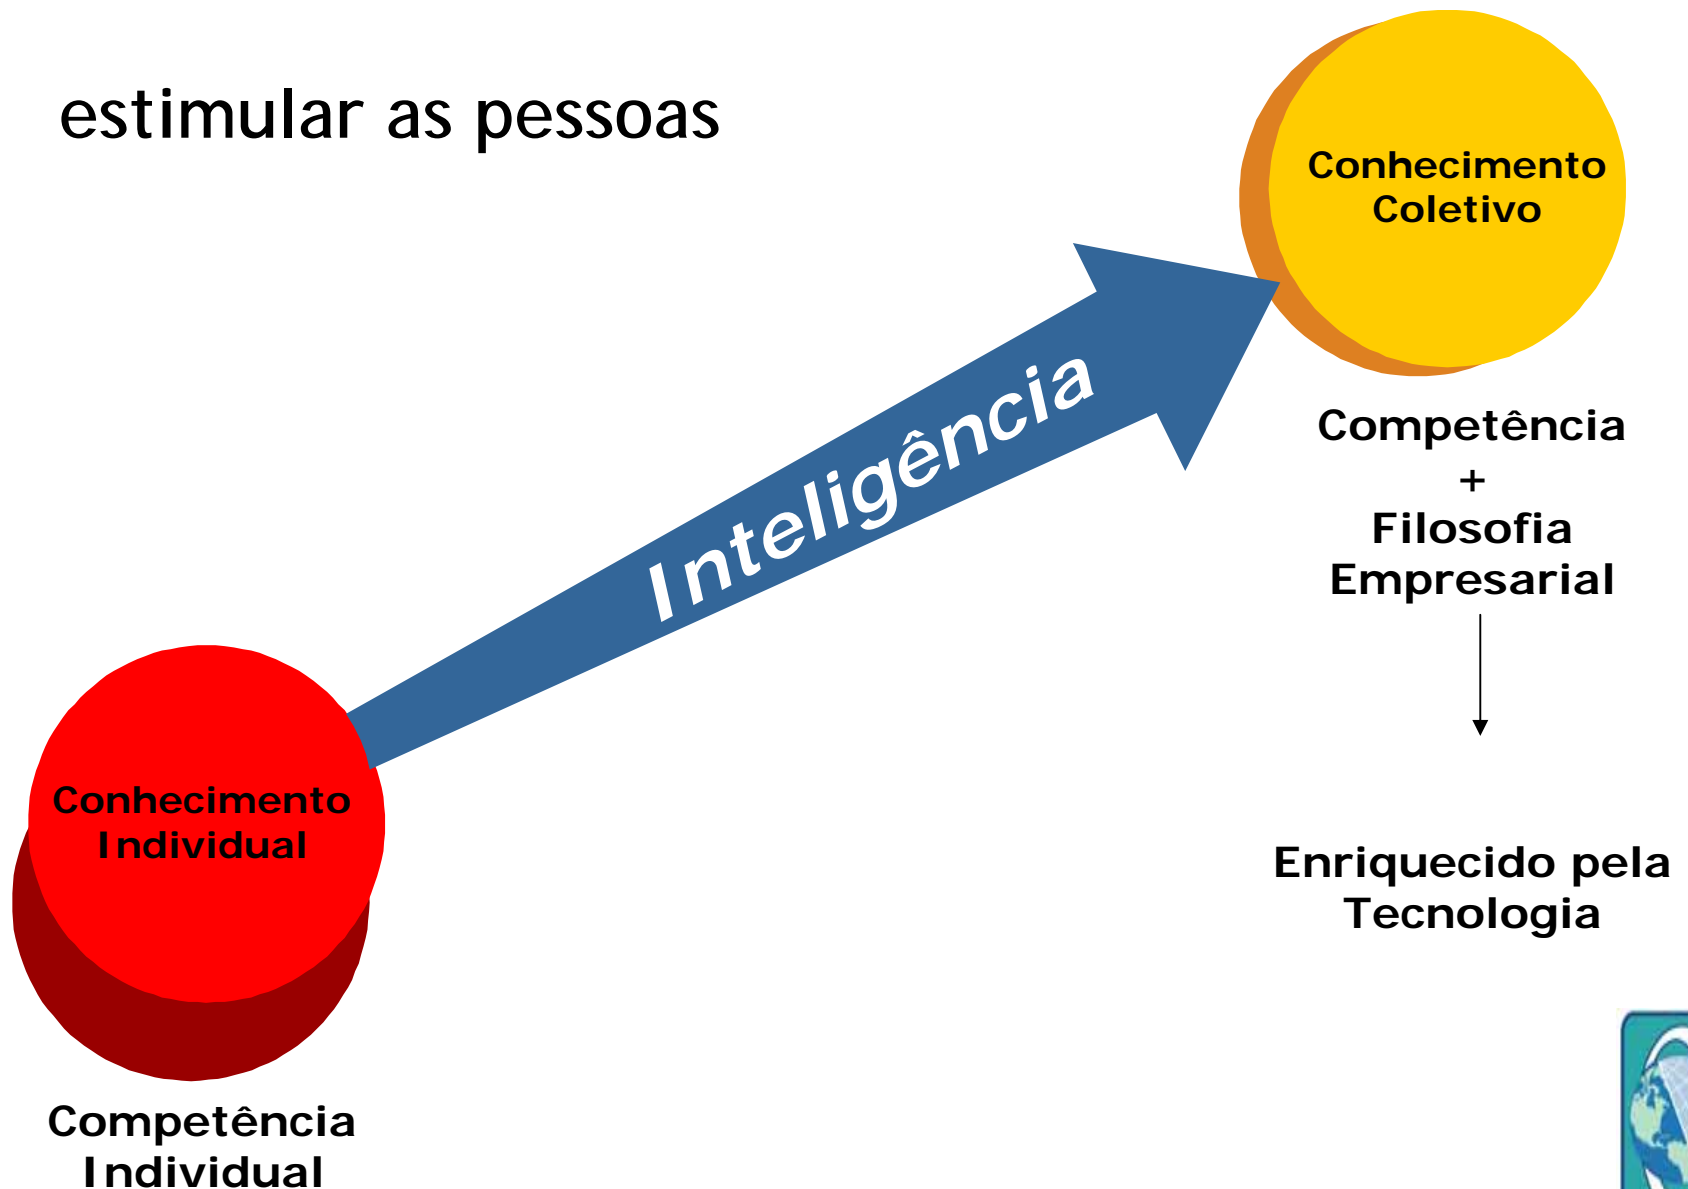 estimular as pessoas
Conhecimento
Coletivo
Inteligência
Competência
+
Filosofia
Empresarial
Conhecimento
Individual
Enriquecido pela
Tecnologia
Competência
Individual